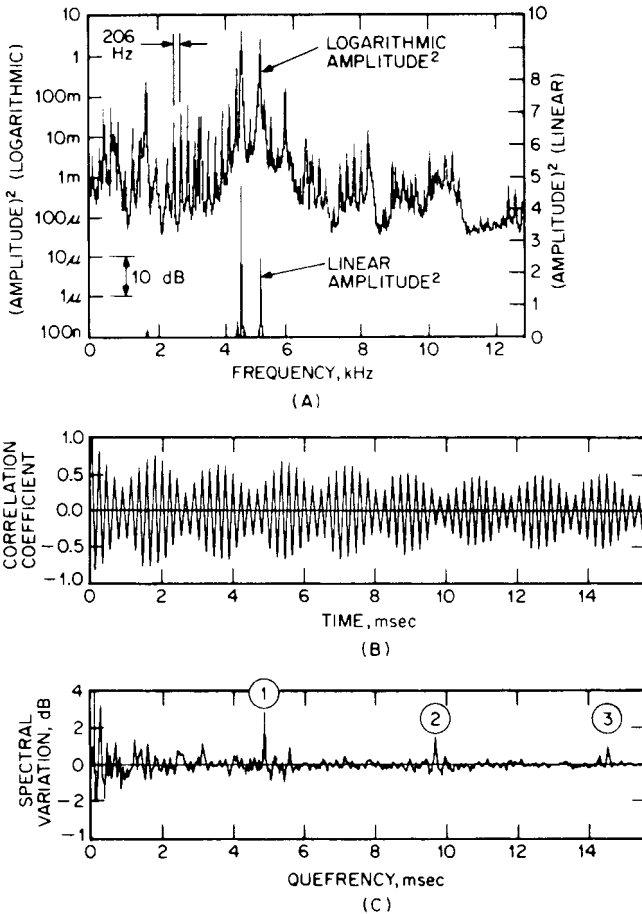 206
Hz
LOGARITHMIC
AMPLITUDE²
LINEAR
AMPLITUDE²
10 dB
(AMPLITUDE)² (LOGARITHMIC)
10
1
100m
10m
1m
100μ
10μ
1μ
100n
(AMPLITUDE)² (LINEAR)
10
9
8
7
6
5
4
3
2
1
0
0 2 4 6 8 10 12
FREQUENCY, kHz
(A)
CORRELATION
COEFFICIENT
1.0
0.5
0.0
−0.5
−1.0
0 2 4 6 8 10 12 14
TIME, msec
(B)
SPECTRAL
VARIATION, dB
4
2
0
−2
−1
1
2
3
0 2 4 6 8 10 12 14
QUEFRENCY, msec
(C)